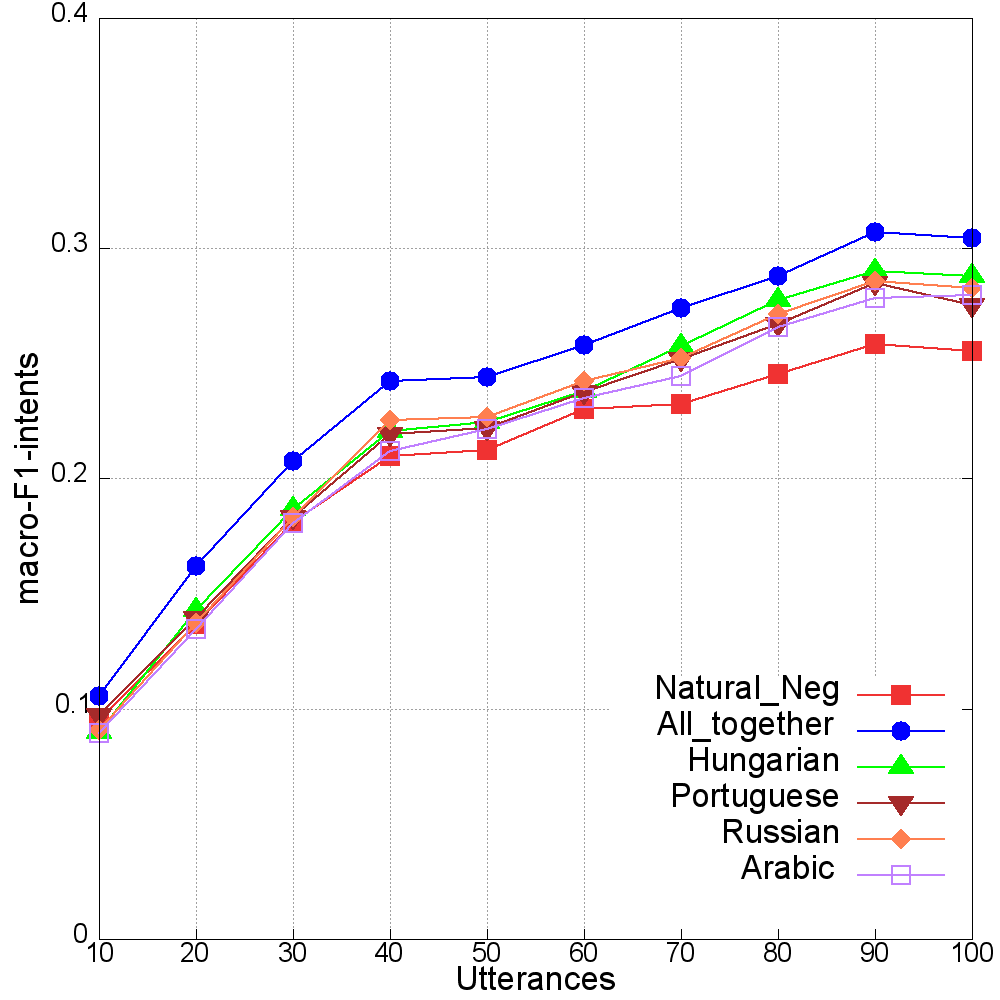 0.4
0.3
0.2
0.1
0
macro-F1-intents
Natural_Neg
All_together
Hungarian
Portuguese
Russian
Arabic
10 20 30 40 50 60 70 80 90 100
Utterances